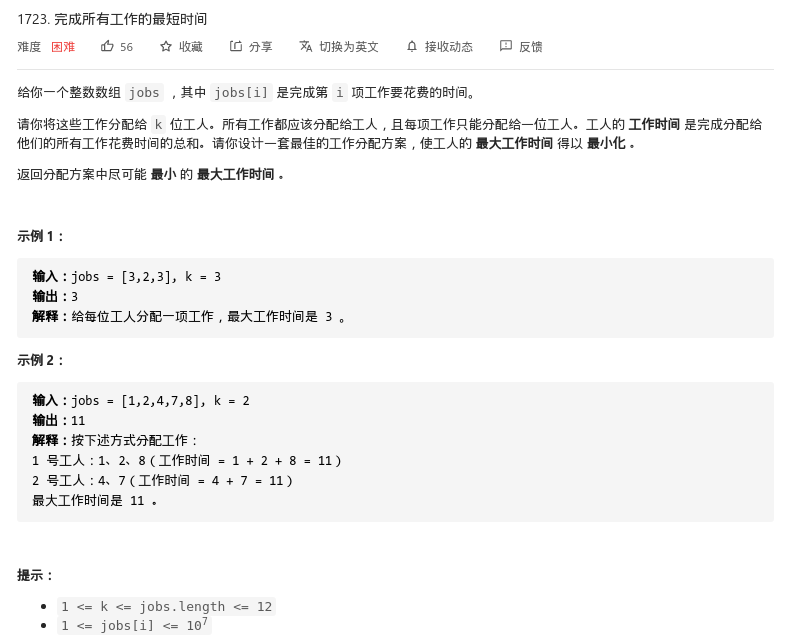 1723. 完成所有工作的最短时间
难度 困难 56 收藏 分享 切换为英文 接收动态 反馈
给你一个整数数组 jobs ，其中 jobs[i] 是完成第 i 项工作要花费的时间。
请你将这些工作分配给 k 位工人。所有工作都应该分配给工人，且每项工作只能分配给一位工人。工人的 工作时间 是完成分配给
他们的所有工作花费时间的总和。请你设计一套最佳的工作分配方案，使工人的 最大工作时间 得以 最小化 。
返回分配方案中尽可能 最小 的 最大工作时间 。
示例 1：
输入：jobs = [3,2,3], k = 3
输出：3
解释：给每位工人分配一项工作，最大工作时间是 3 。
示例 2：
输入：jobs = [1,2,4,7,8], k = 2
输出：11
解释：按下述方式分配工作：
1 号工人：1、2、8（工作时间 = 1 + 2 + 8 = 11）
2 号工人：4、7（工作时间 = 4 + 7 = 11）
最大工作时间是 11 。
提示：
1 <= k <= jobs.length <= 12
1 <= jobs[i] <= 10⁷